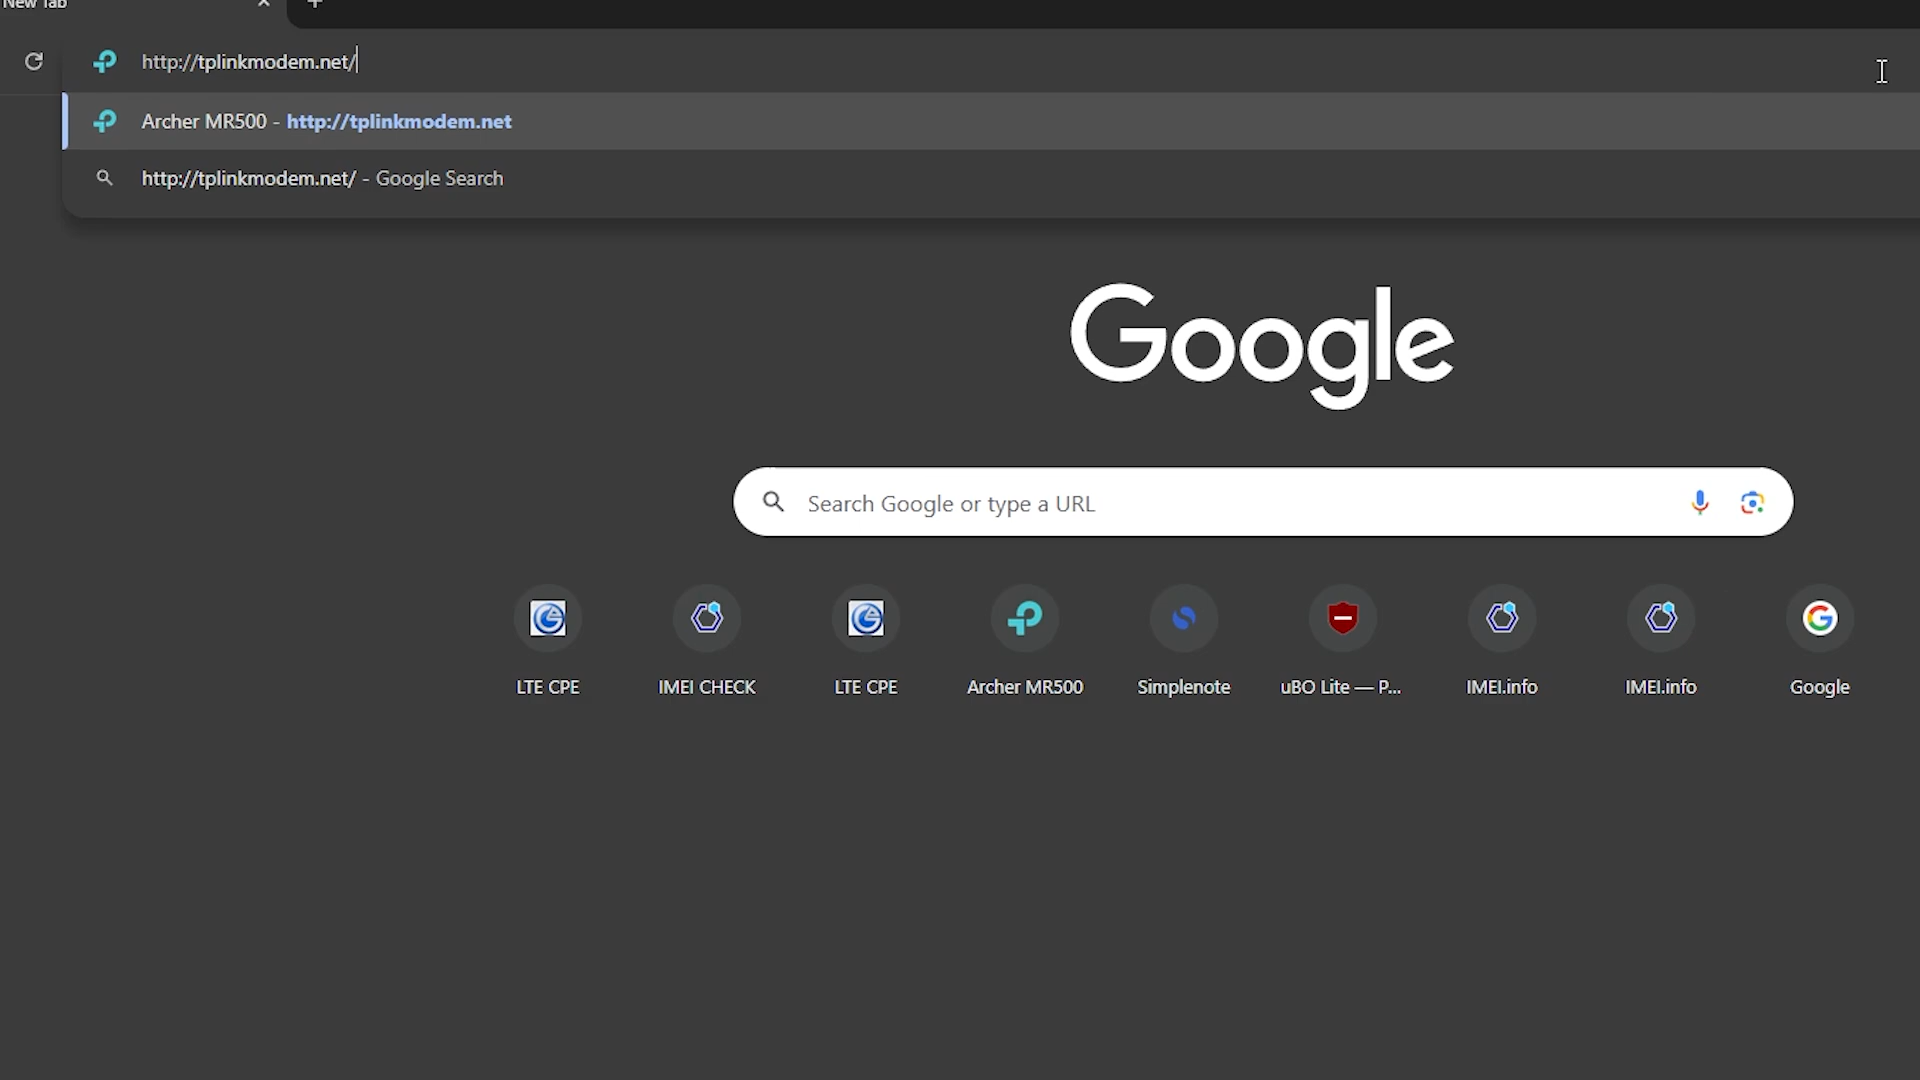 New Tab
http://tplinkmodem.net/
Archer MR500 - http://tplinkmodem.net
http://tplinkmodem.net/ - Google Search
Google
Search Google or type a URL
LTE CPE
IMEI CHECK
LTE CPE
Archer MR500
Simplenote
uBO Lite — P...
IMEI.info
IMEI.info
Google